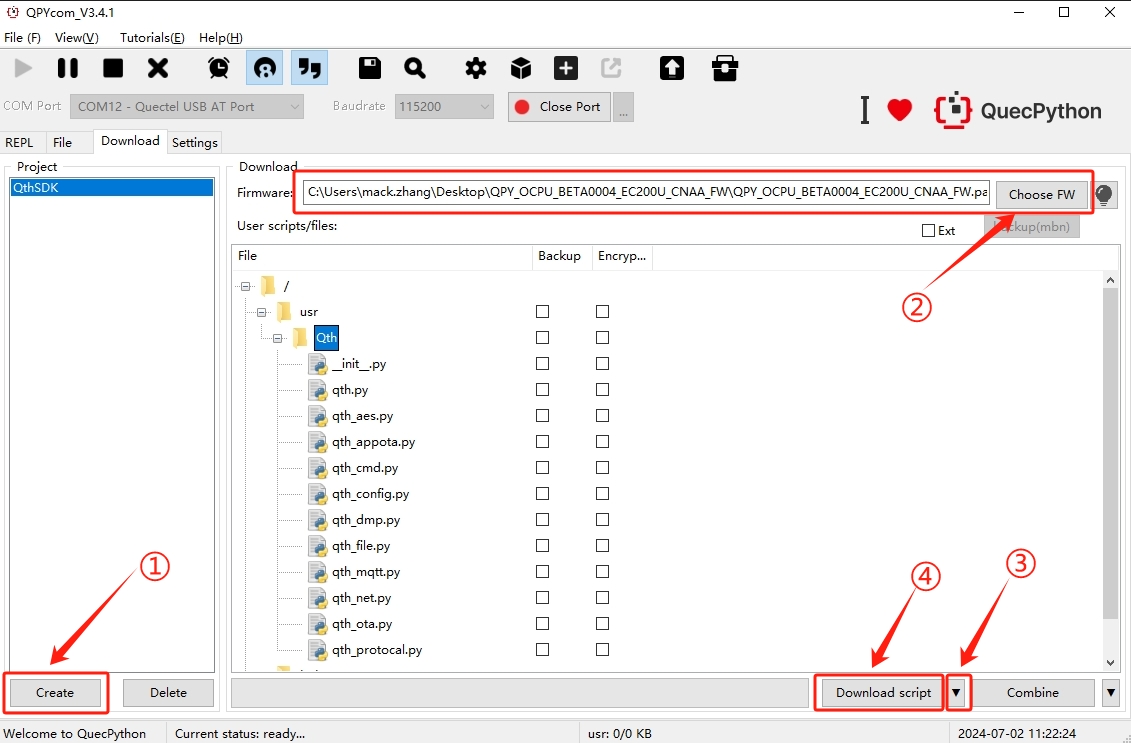 QPYcom_V3.4.1
File (F) View(V) Tutorials(E) Help(H)
COM Port COM12 - Quectel USB AT Port Baudrate 115200 Close Port ...
I QuecPython
REPL File Download Settings
Project
QthSDK
Download
Firmware: C:\Users\mack.zhang\Desktop\QPY_OCPU_BETA0004_EC200U_CNAA_FW\QPY_OCPU_BETA0004_EC200U_CNAA_FW.pa Choose FW
User scripts/files: Ext (mbn)
File Backup Encryp...
/
usr
Qth
__init__.py
qth.py
qth_aes.py
qth_appota.py
qth_cmd.py
qth_config.py
qth_dmp.py
qth_file.py
qth_mqtt.py
qth_net.py
qth_ota.py
qth_protocal.py
①
②
③
④
Create Delete Download script Combine
Welcome to QuecPython Current status: ready... usr: 0/0 KB 2024-07-02 11:22:24